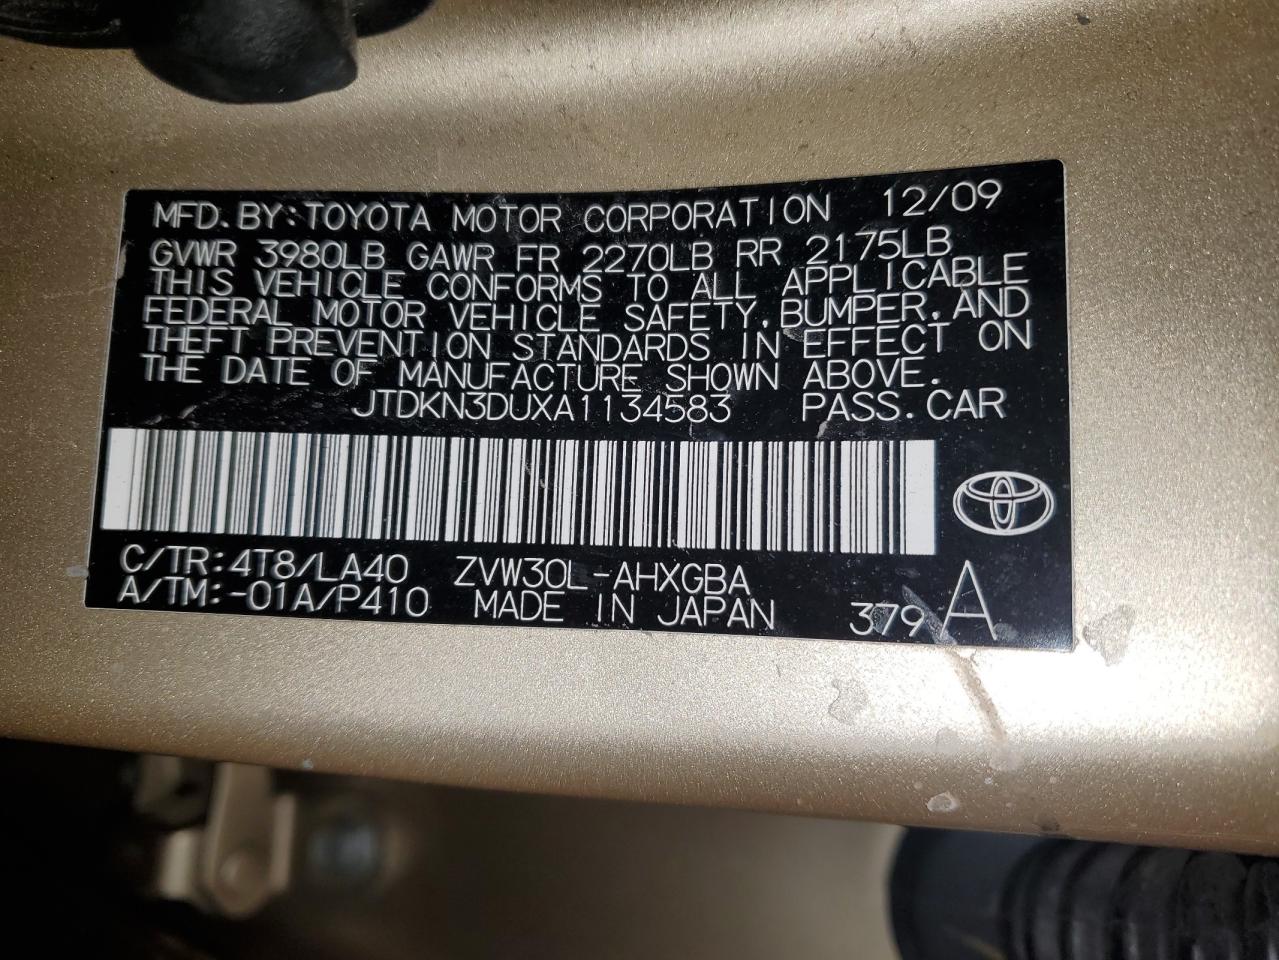 MFD. BY: TOYOTA MOTOR CORPORATION 12/09
GVWR 3980LB GAWR FR 2270LB RR 2175LB
THIS VEHICLE CONFORMS TO ALL APPLICABLE
FEDERAL MOTOR VEHICLE SAFETY, BUMPER, AND
THEFT PREVENTION STANDARDS IN EFFECT ON
THE DATE OF MANUFACTURE SHOWN ABOVE.
JTDKN3DUXA1134583 PASS. CAR
C/TR: 4T8/LA40 ZVW30L-AHXGBA
A/TM: -01A/P410 MADE IN JAPAN 379 A